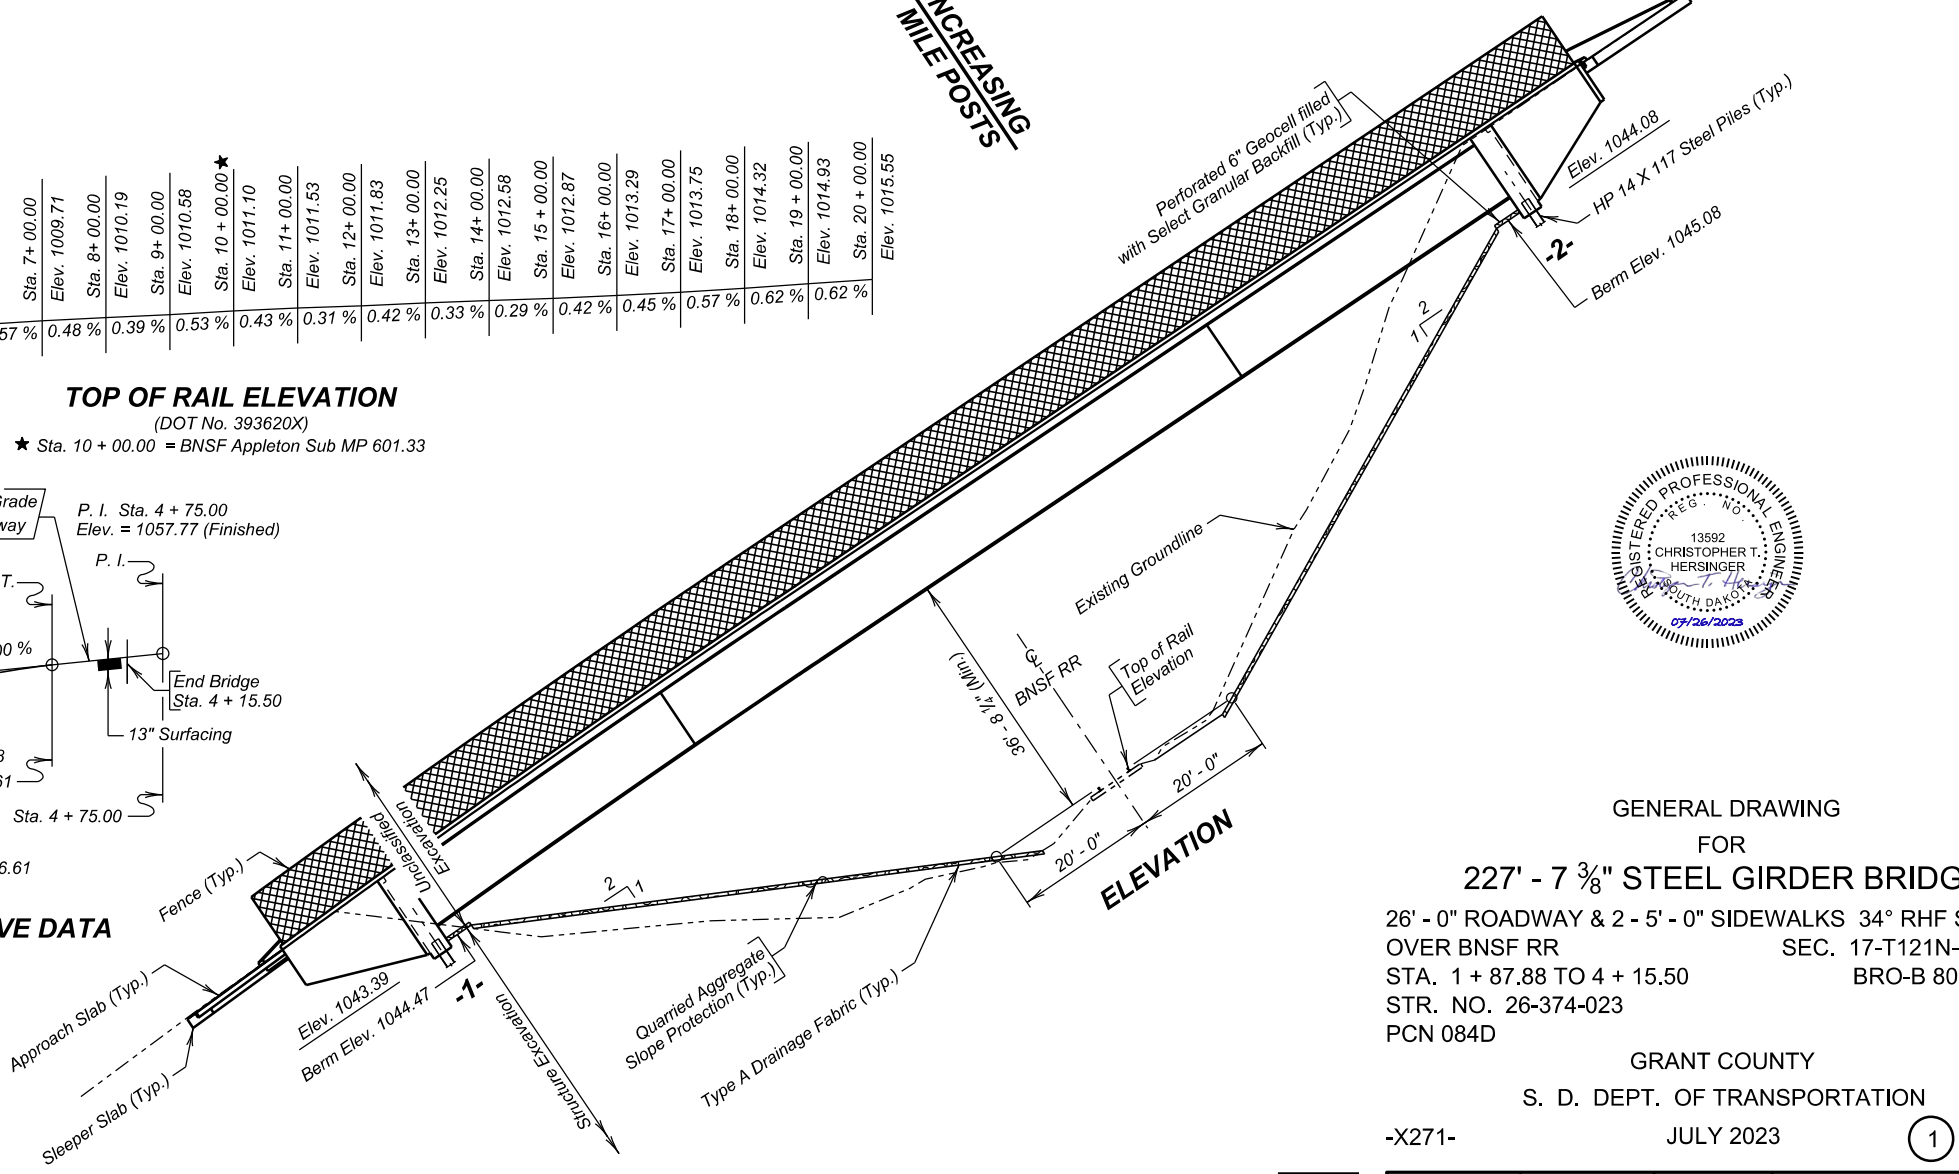 INCREASING
MILE POSTS
Sta. 7+ 00.00
Elev. 1009.71
Sta. 8+ 00.00
Elev. 1010.19
Sta. 9+ 00.00
Elev. 1010.58
Sta. 10 + 00.00 ★
Elev. 1011.10
Sta. 11+ 00.00
Elev. 1011.53
Sta. 12+ 00.00
Elev. 1011.83
Sta. 13+ 00.00
Elev. 1012.25
Sta. 14+ 00.00
Elev. 1012.58
Sta. 15 + 00.00
Elev. 1012.87
Sta. 16+ 00.00
Elev. 1013.29
Sta. 17+ 00.00
Elev. 1013.75
Sta. 18+ 00.00
Elev. 1014.32
Sta. 19 + 00.00
Elev. 1014.93
Sta. 20 + 00.00
Elev. 1015.55
57 % 0.48 % 0.39 % 0.53 % 0.43 % 0.31 % 0.42 % 0.33 % 0.29 % 0.42 % 0.45 % 0.57 % 0.62 % 0.62 %
TOP OF RAIL ELEVATION
(DOT No. 393620X)
★ Sta. 10 + 00.00 = BNSF Appleton Sub MP 601.33
Grade
way
P. I. Sta. 4 + 75.00
Elev. = 1057.77 (Finished)
P. I.
T.
00 %
End Bridge
Sta. 4 + 15.50
13" Surfacing
61
Sta. 4 + 75.00
6.61
VE DATA
Perforated 6" Geocell filled
with Select Granular Backfill (Typ.)
Elev. 1044.08
HP 14 X 117 Steel Piles (Typ.)
-2-
Berm Elev. 1045.08
2
1
Existing Groundline
℄
BNSF RR
Top of Rail
Elevation
36' - 8 ¼" (Min.)
20' - 0"
20' - 0"
ELEVATION
Unclassified
Excavation
Fence (Typ.)
2
1
Approach Slab (Typ.)
Sleeper Slab (Typ.)
Elev. 1043.39
Berm Elev. 1044.47
-1-
Structure Excavation
Quarried Aggregate
Slope Protection (Typ.)
Type A Drainage Fabric (Typ.)
REGISTERED PROFESSIONAL ENGINEER
REG. NO.
13592
CHRISTOPHER T.
HERSINGER
SOUTH DAKOTA
07/26/2023
GENERAL DRAWING
FOR
227' - 7 ⅜" STEEL GIRDER BRIDG
26' - 0" ROADWAY & 2 - 5' - 0" SIDEWALKS 34° RHF S
OVER BNSF RR SEC. 17-T121N-
STA. 1 + 87.88 TO 4 + 15.50 BRO-B 80
STR. NO. 26-374-023
PCN 084D
GRANT COUNTY
S. D. DEPT. OF TRANSPORTATION
-X271- JULY 2023 1